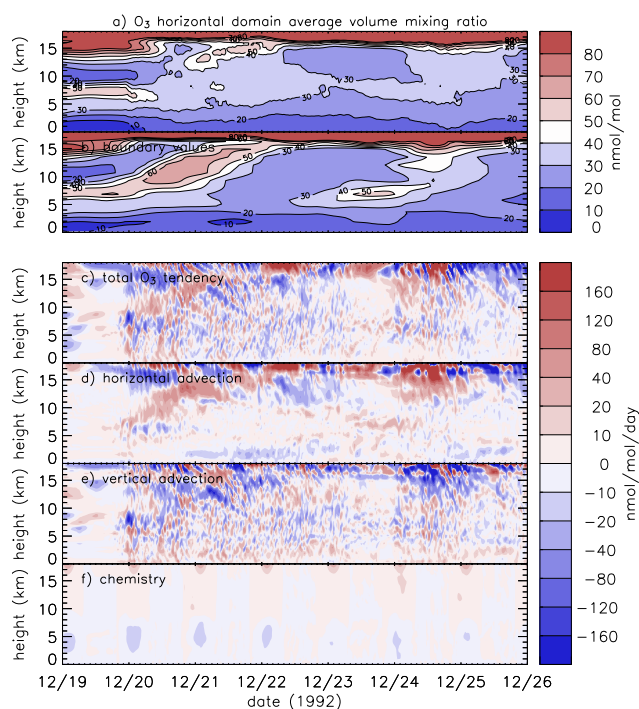 a) O₃ horizontal domain average volume mixing ratio
height (km)
15
10
5
0
b) boundary values
height (km)
15
10
5
0
80
70
60
50
40
30
20
10
0
nmol/mol
c) total O₃ tendency
height (km)
15
10
5
0
d) horizontal advection
height (km)
15
10
5
0
e) vertical advection
height (km)
15
10
5
0
f) chemistry
height (km)
15
10
5
0
160
120
80
40
20
10
0
−10
−20
−40
−80
−120
−160
nmol/mol/day
12/19 12/20 12/21 12/22 12/23 12/24 12/25 12/26
date (1992)